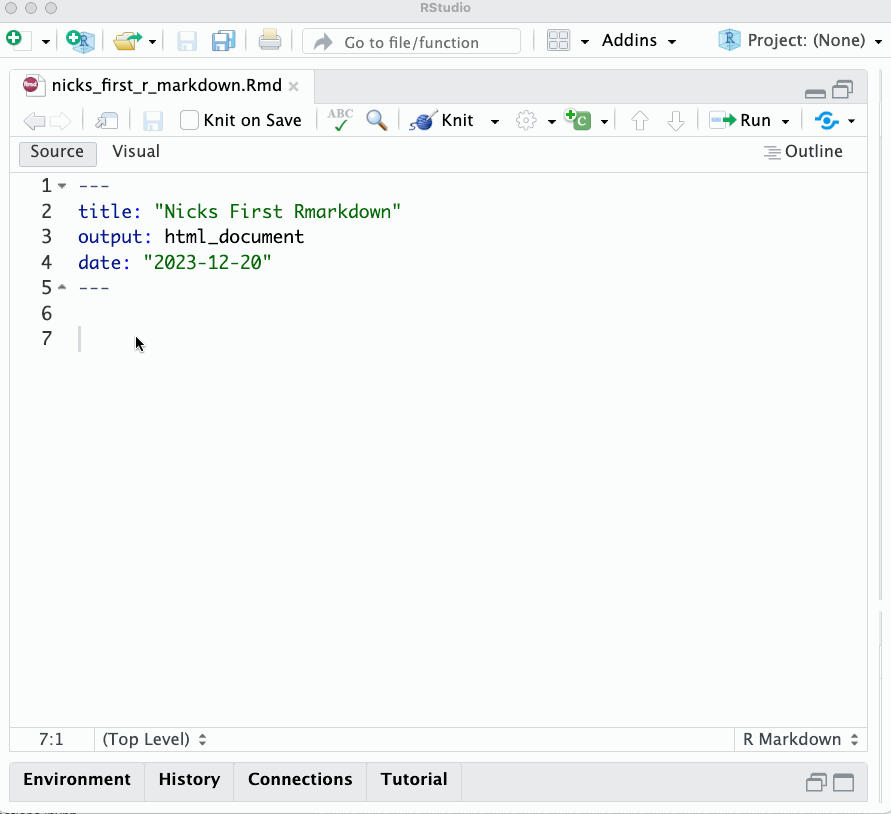 RStudio
Go to file/function Addins R Project: (None)
Rmd nicks_first_r_markdown.Rmd ×
Knit on Save ABC Knit C Run
Source Visual Outline
1 ---
2 title: "Nicks First Rmarkdown"
3 output: html_document
4 date: "2023-12-20"
5 ---
6
7
7:1 (Top Level) R Markdown
Environment History Connections Tutorial